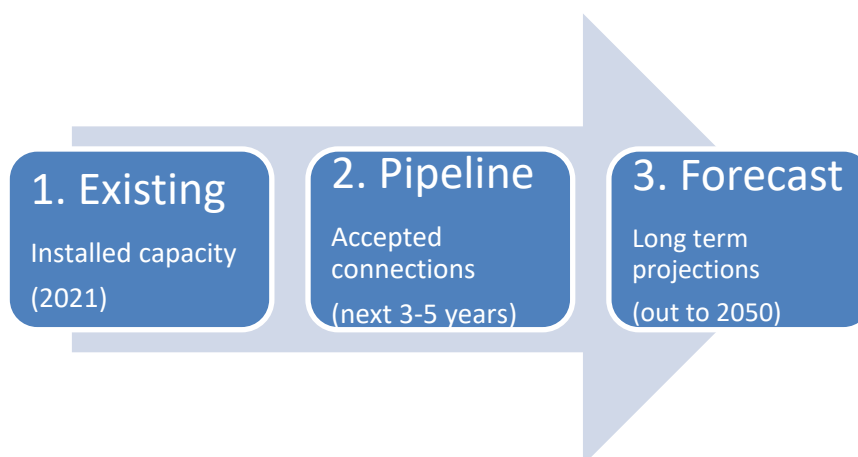 1. Existing
Installed capacity
(2021)
2. Pipeline
Accepted
connections
(next 3-5 years)
3. Forecast
Long term
projections
(out to 2050)